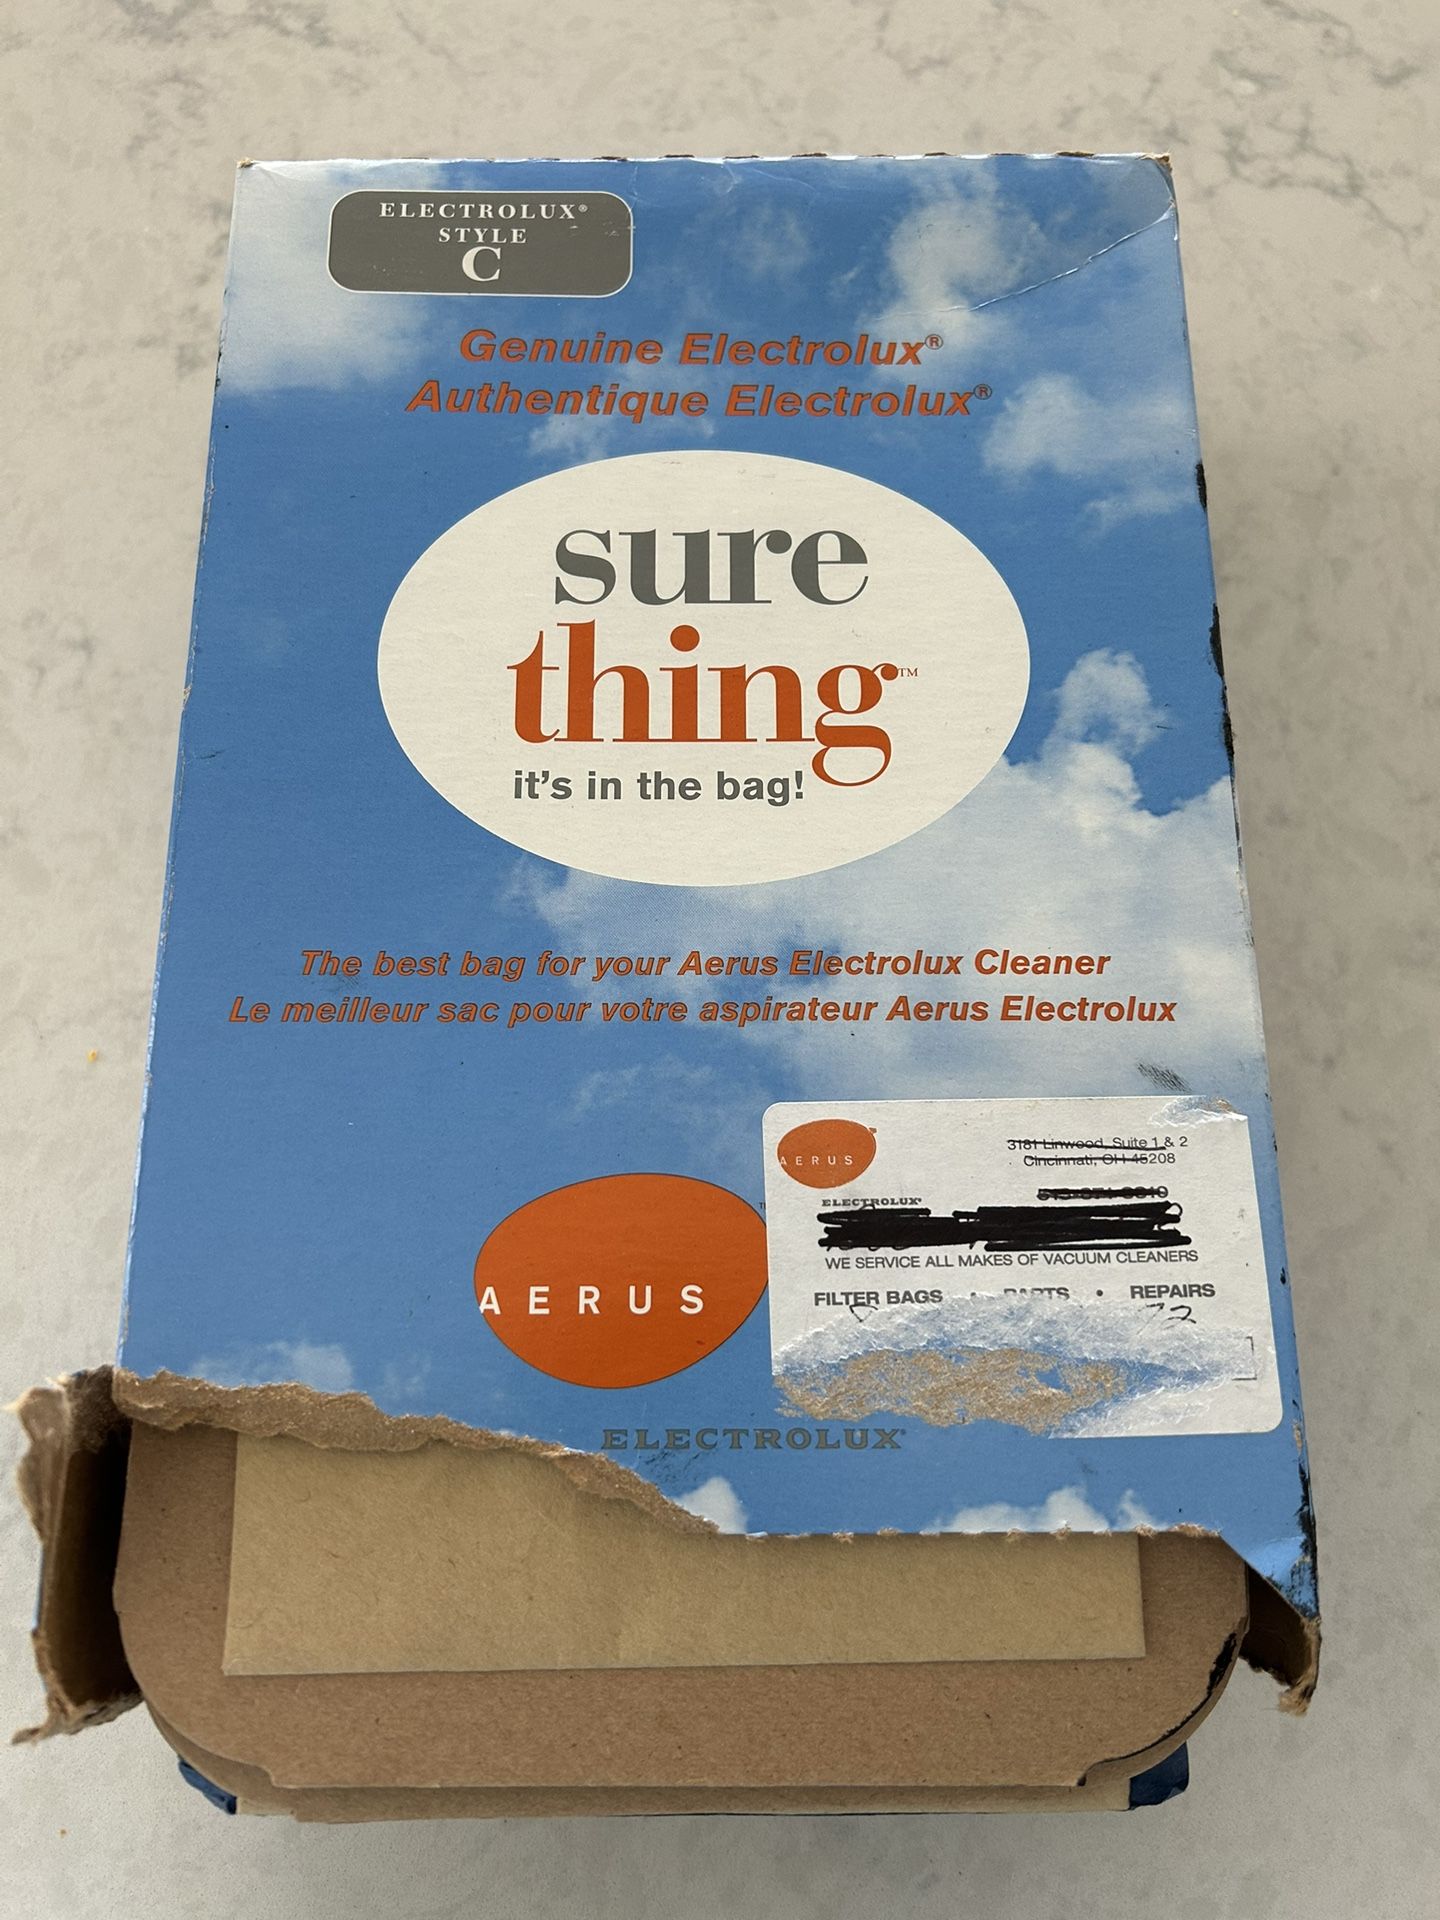 ELECTROLUX®
STYLE
C
Genuine Electrolux®
Authentique Electrolux®
sure
thing™
it's in the bag!
The best bag for your Aerus Electrolux Cleaner
Le meilleur sac pour votre aspirateur Aerus Electrolux
AERUS
ELECTROLUX®
AERUS
ELECTROLUX®
3181 Linwood, Suite 1 & 2
Cincinnati, OH 45208
WE SERVICE ALL MAKES OF VACUUM CLEANERS
FILTER BAGS • PARTS • REPAIRS